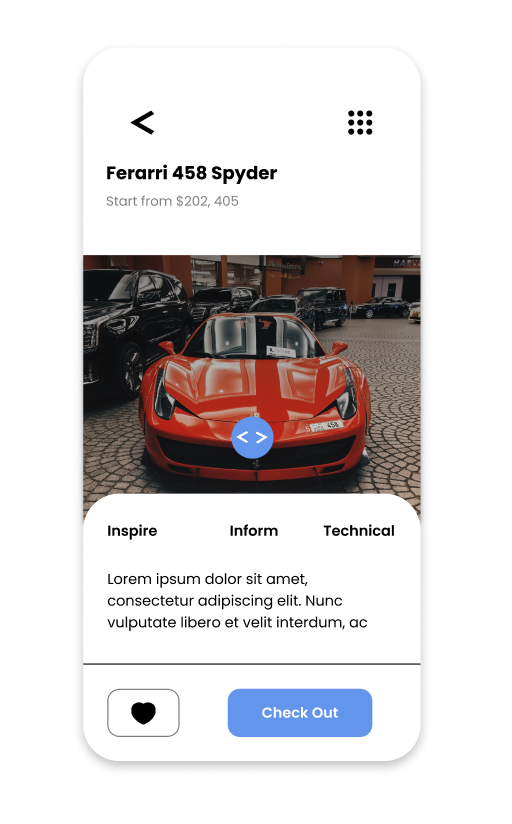 Ferarri 458 Spyder
Start from $202, 405
458
Inspire Inform Technical
Lorem ipsum dolor sit amet,
consectetur adipiscing elit. Nunc
vulputate libero et velit interdum, ac
Check Out